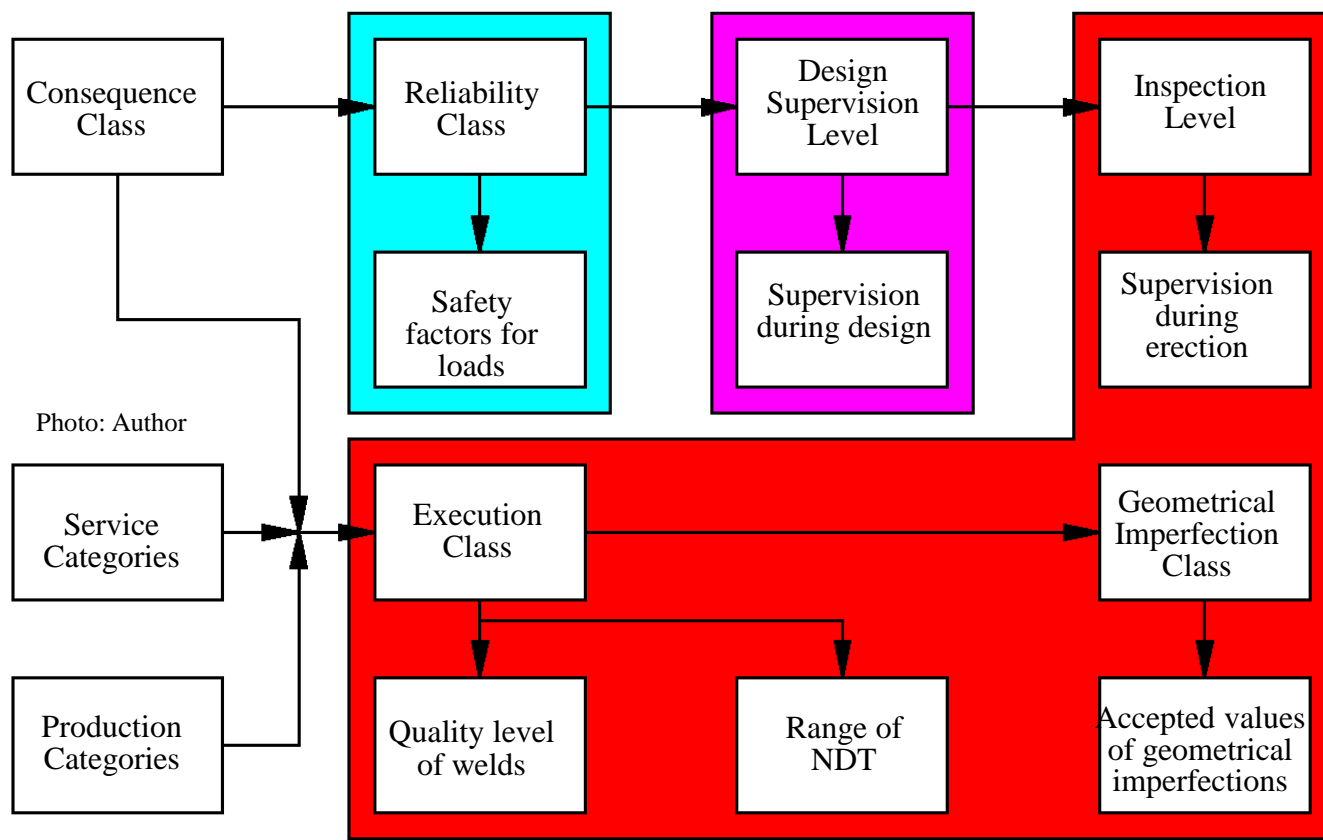 Consequence
Class
Reliability
Class
Design
Supervision
Level
Inspection
Level
Safety
factors for
loads
Supervision
during design
Supervision
during
erection
Photo: Author
Service
Categories
Execution
Class
Geometrical
Imperfection
Class
Production
Categories
Quality level
of welds
Range of
NDT
Accepted values
of geometrical
imperfections